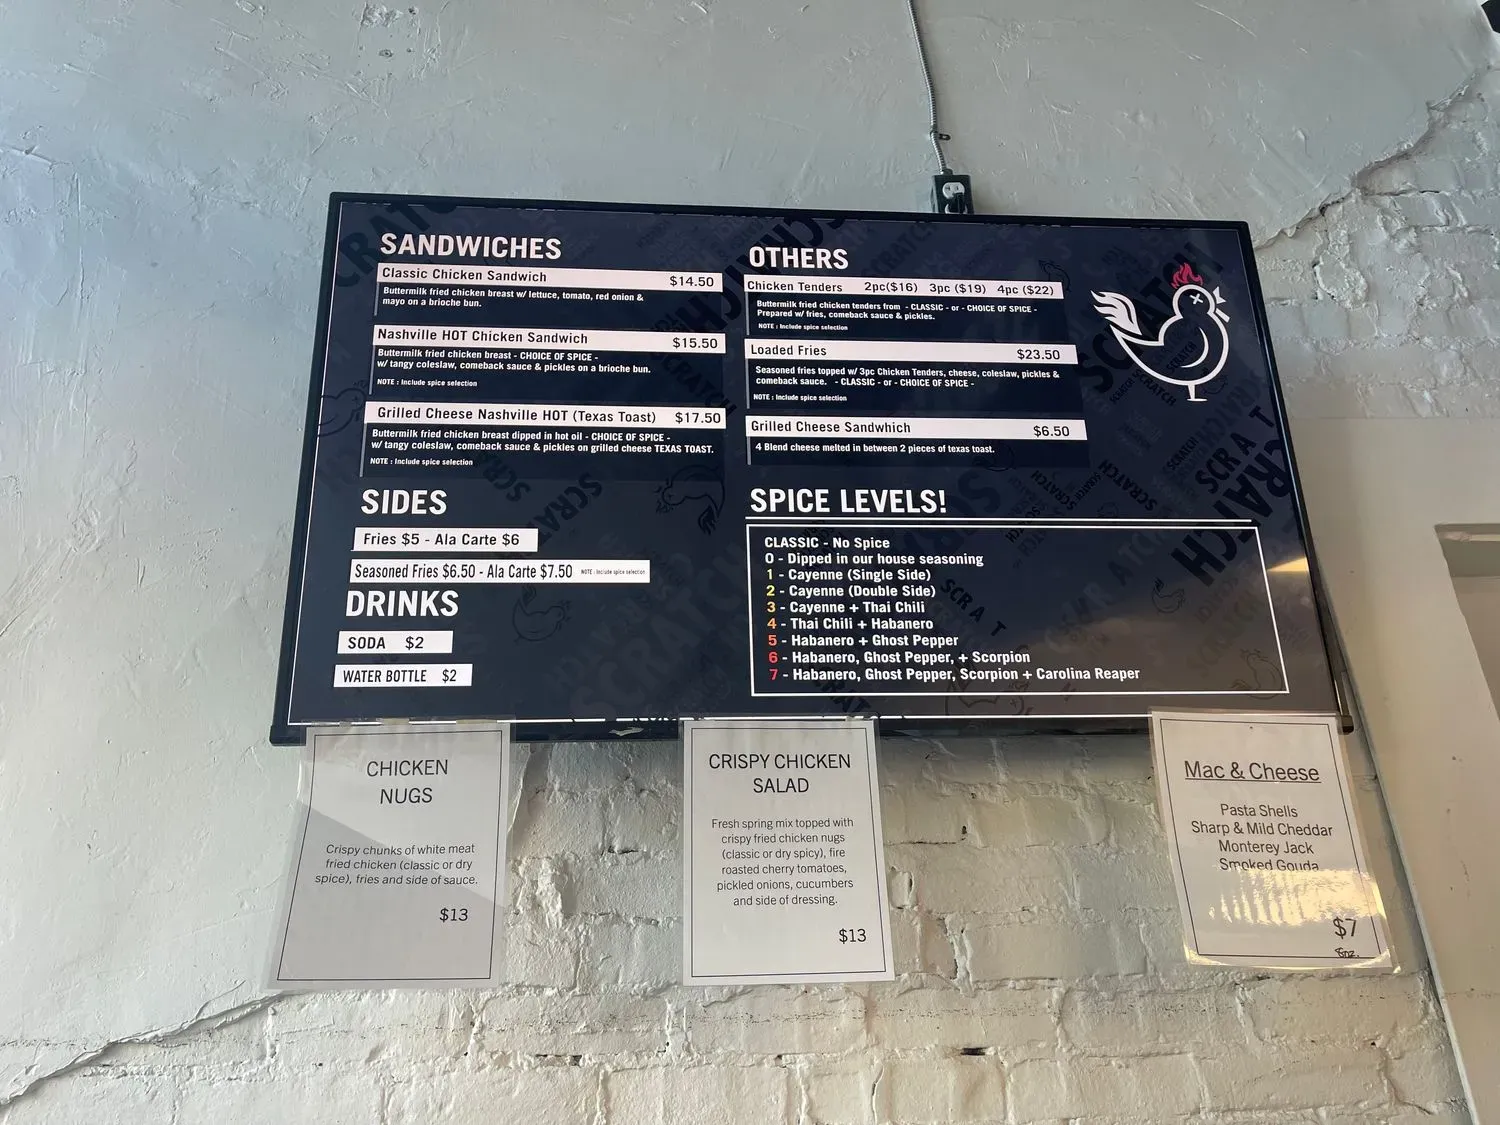 SANDWICHES
Classic Chicken Sandwich $14.50
Buttermilk fried chicken breast w/ lettuce, tomato, red onion &
mayo on a brioche bun.
Nashville HOT Chicken Sandwich $15.50
Buttermilk fried chicken breast - CHOICE OF SPICE -
w/ tangy coleslaw, comeback sauce & pickles on a brioche bun.
NOTE : Include spice selection
Grilled Cheese Nashville HOT (Texas Toast) $17.50
Buttermilk fried chicken breast dipped in hot oil - CHOICE OF SPICE -
w/ tangy coleslaw, comeback sauce & pickles on grilled cheese TEXAS TOAST.
NOTE : Include spice selection
SIDES
Fries $5 - Ala Carte $6
Seasoned Fries $6.50 - Ala Carte $7.50 NOTE : Include spice selection
DRINKS
SODA $2
WATER BOTTLE $2
OTHERS
Chicken Tenders 2pc($16) 3pc ($19) 4pc ($22)
Buttermilk fried chicken tenders from - CLASSIC - or - CHOICE OF SPICE -
Prepared w/ fries, comeback sauce & pickles.
NOTE : Include spice selection
Loaded Fries $23.50
Seasoned fries topped w/ 3pc Chicken Tenders, cheese, coleslaw, pickles &
comeback sauce. - CLASSIC - or - CHOICE OF SPICE -
NOTE : Include spice selection
Grilled Cheese Sandwhich $6.50
4 Blend cheese melted in between 2 pieces of texas toast.
SPICE LEVELS!
CLASSIC - No Spice
0 - Dipped in our house seasoning
1 - Cayenne (Single Side)
2 - Cayenne (Double Side)
3 - Cayenne + Thai Chili
4 - Thai Chili + Habanero
5 - Habanero + Ghost Pepper
6 - Habanero, Ghost Pepper, + Scorpion
7 - Habanero, Ghost Pepper, Scorpion + Carolina Reaper
SCRATCH
CHICKEN
NUGS
Crispy chunks of white meat
fried chicken (classic or dry
spice), fries and side of sauce.
$13
CRISPY CHICKEN
SALAD
Fresh spring mix topped with
crispy fried chicken nugs
(classic or dry spicy), fire
roasted cherry tomatoes,
pickled onions, cucumbers
and side of dressing.
$13
Mac & Cheese
Pasta Shells
Sharp & Mild Cheddar
Monterey Jack
Smoked Gouda
$7